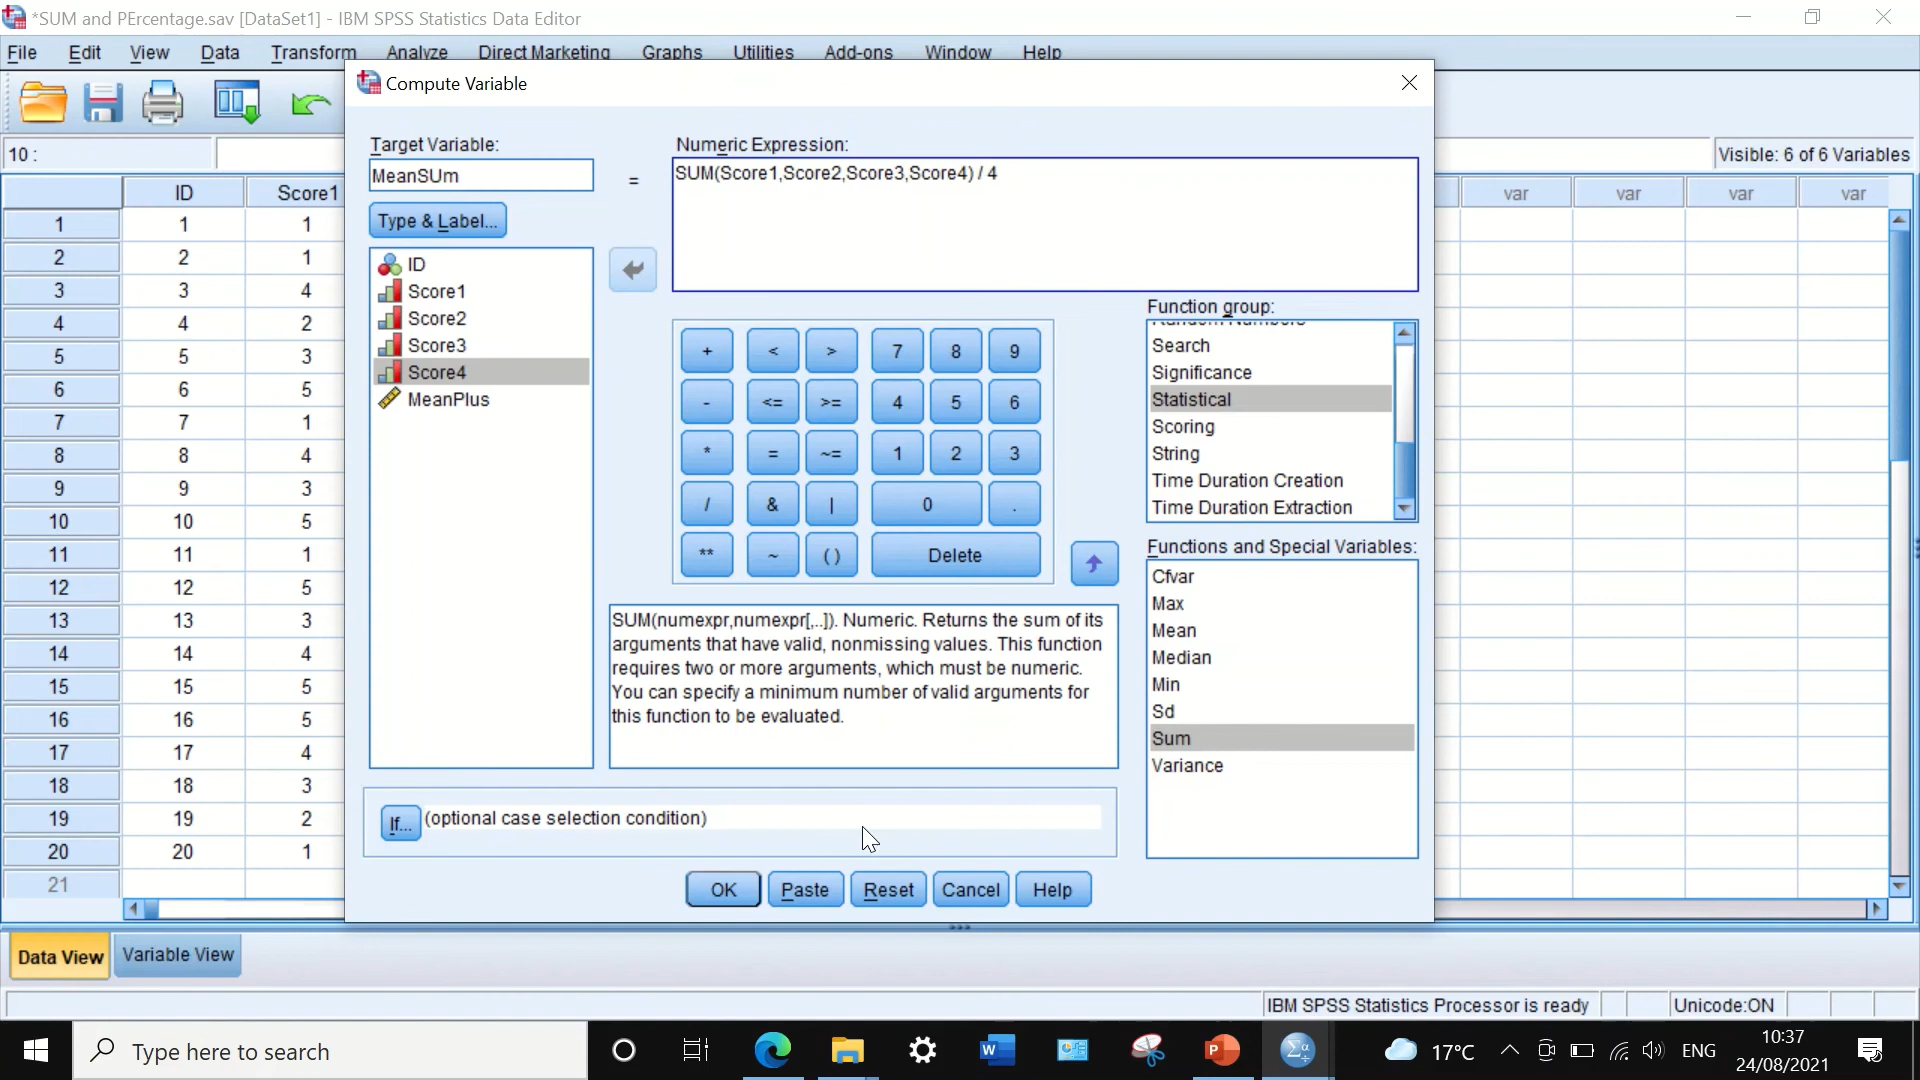 *SUM and PErcentage.sav [DataSet1] - IBM SPSS Statistics Data Editor
File Edit View Data Transform Analyze Direct Marketing Graphs Utilities Add-ons Window Help
Compute Variable
10 :
Visible: 6 of 6 Variables
Target Variable:
MeanSUm
=
Numeric Expression:
SUM(Score1,Score2,Score3,Score4) / 4
Type & Label...
ID
Score1
Score2
Score3
Score4
MeanPlus
+ < > 7 8 9
- <= >= 4 5 6
* = ~= 1 2 3
/ & | 0 .
** ~ ( ) Delete
Function group:
Search
Significance
Statistical
Scoring
String
Time Duration Creation
Time Duration Extraction
Functions and Special Variables:
Cfvar
Max
Mean
Median
Min
Sd
Sum
Variance
SUM(numexpr,numexpr[,..]). Numeric. Returns the sum of its
arguments that have valid, nonmissing values. This function
requires two or more arguments, which must be numeric.
You can specify a minimum number of valid arguments for
this function to be evaluated.
If... (optional case selection condition)
OK Paste Reset Cancel Help
ID Score1 var var var var
1 1 1
2 2 1
3 3 4
4 4 2
5 5 3
6 6 5
7 7 1
8 8 4
9 9 3
10 10 5
11 11 1
12 12 5
13 13 3
14 14 4
15 15 5
16 16 5
17 17 4
18 18 3
19 19 2
20 20 1
21
Data View Variable View
IBM SPSS Statistics Processor is ready Unicode:ON
Type here to search
W
P
Σα
17°C
ENG
10:37
24/08/2021